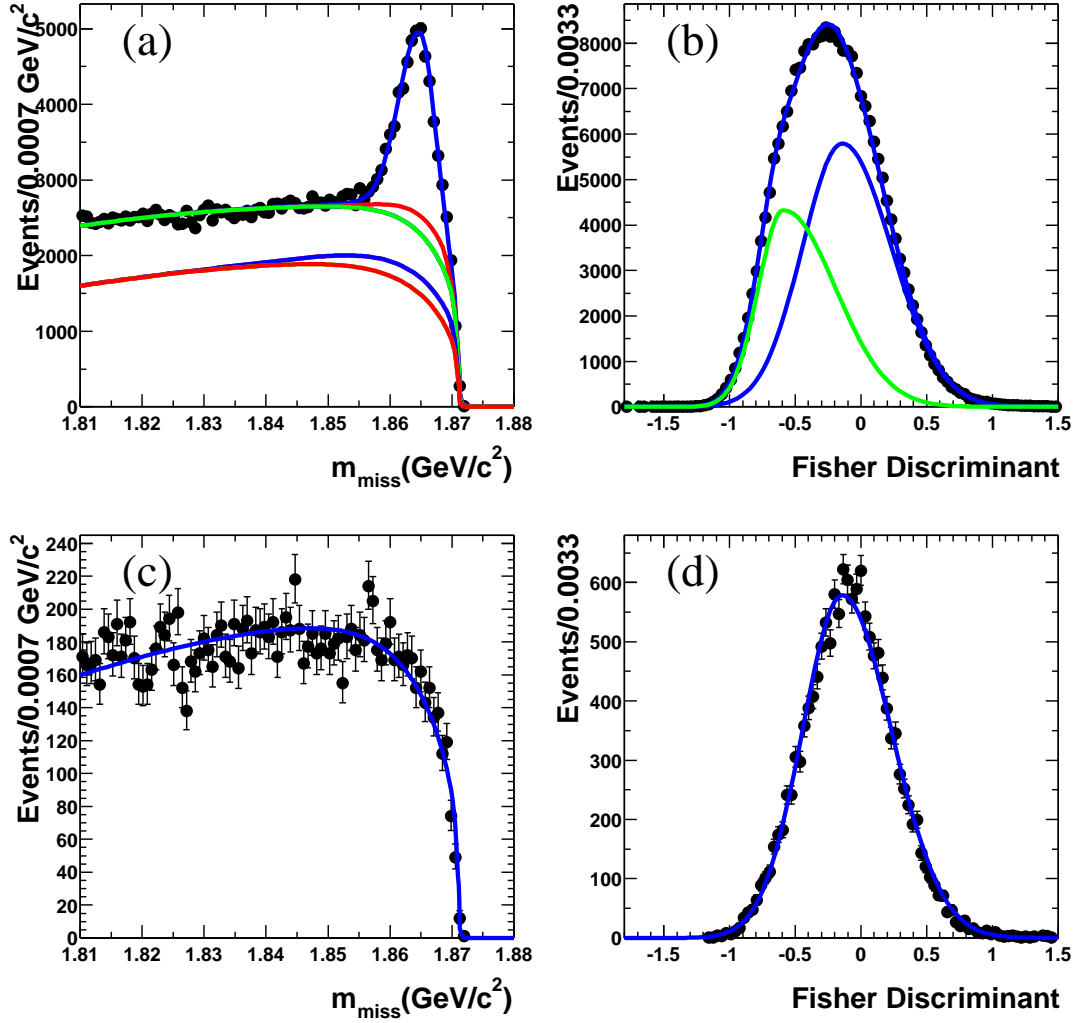 (a)
Events/0.0007 GeV/c²
5000
4000
3000
2000
1000
0
1.81 1.82 1.83 1.84 1.85 1.86 1.87 1.88
m_miss(GeV/c²)
(b)
Events/0.0033
8000
7000
6000
5000
4000
3000
2000
1000
0
-1.5 -1 -0.5 0 0.5 1 1.5
Fisher Discriminant
(c)
Events/0.0007 GeV/c²
240
220
200
180
160
140
120
100
80
60
40
20
0
1.81 1.82 1.83 1.84 1.85 1.86 1.87 1.88
m_miss(GeV/c²)
(d)
Events/0.0033
600
500
400
300
200
100
0
-1.5 -1 -0.5 0 0.5 1 1.5
Fisher Discriminant